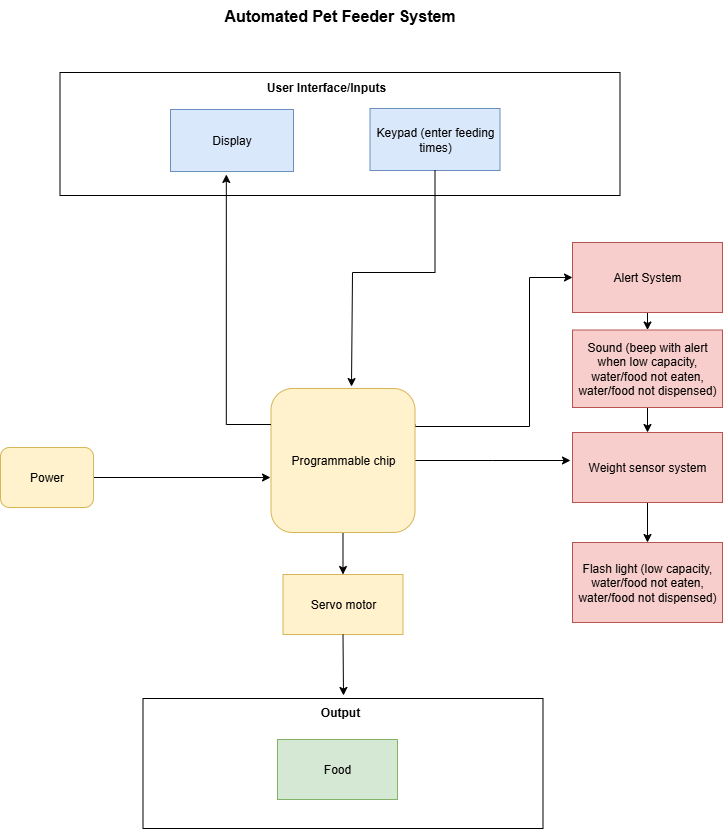 Automated Pet Feeder System
User Interface/Inputs
Display
Keypad (enter feeding
times)
Alert System
Sound (beep with alert
when low capacity,
water/food not eaten,
water/food not dispensed)
Programmable chip
Weight sensor system
Power
Flash light (low capacity,
water/food not eaten,
water/food not dispensed)
Servo motor
Output
Food